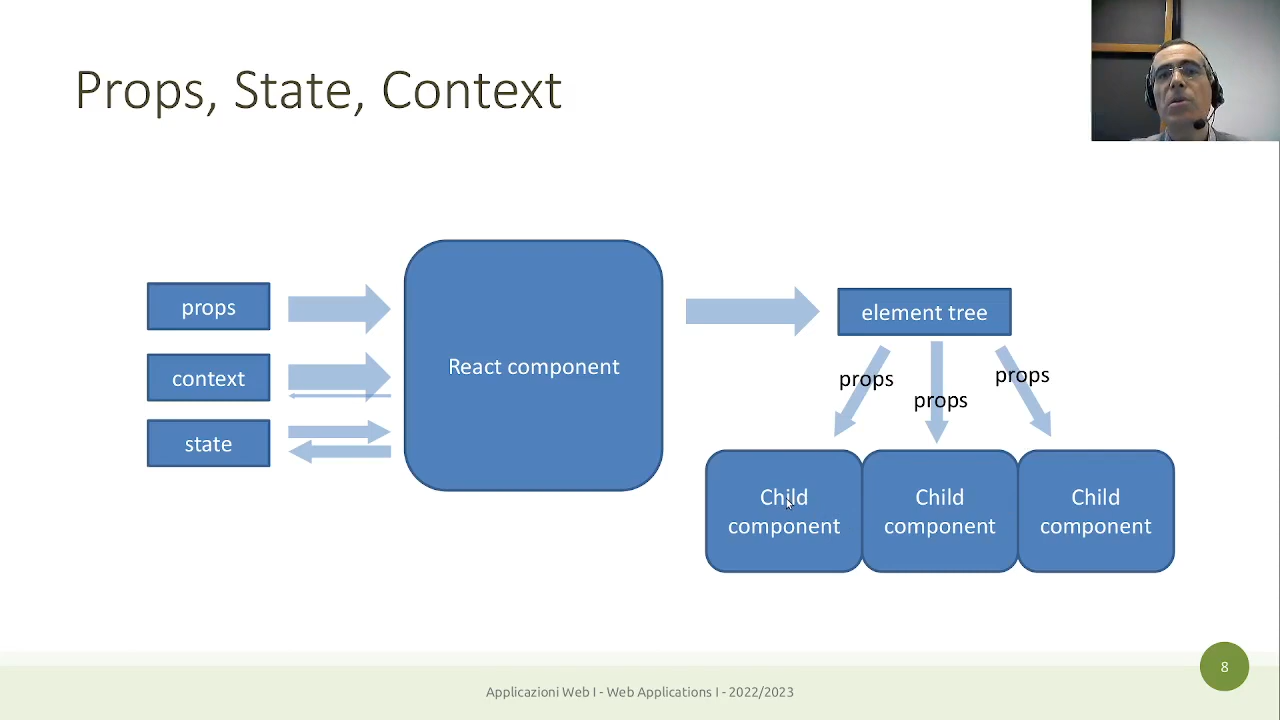 Props, State, Context
props
context
state
React component
element tree
props
props
props
Child
component
Child
component
Child
component
Applicazioni Web I - Web Applications I - 2022/2023
8